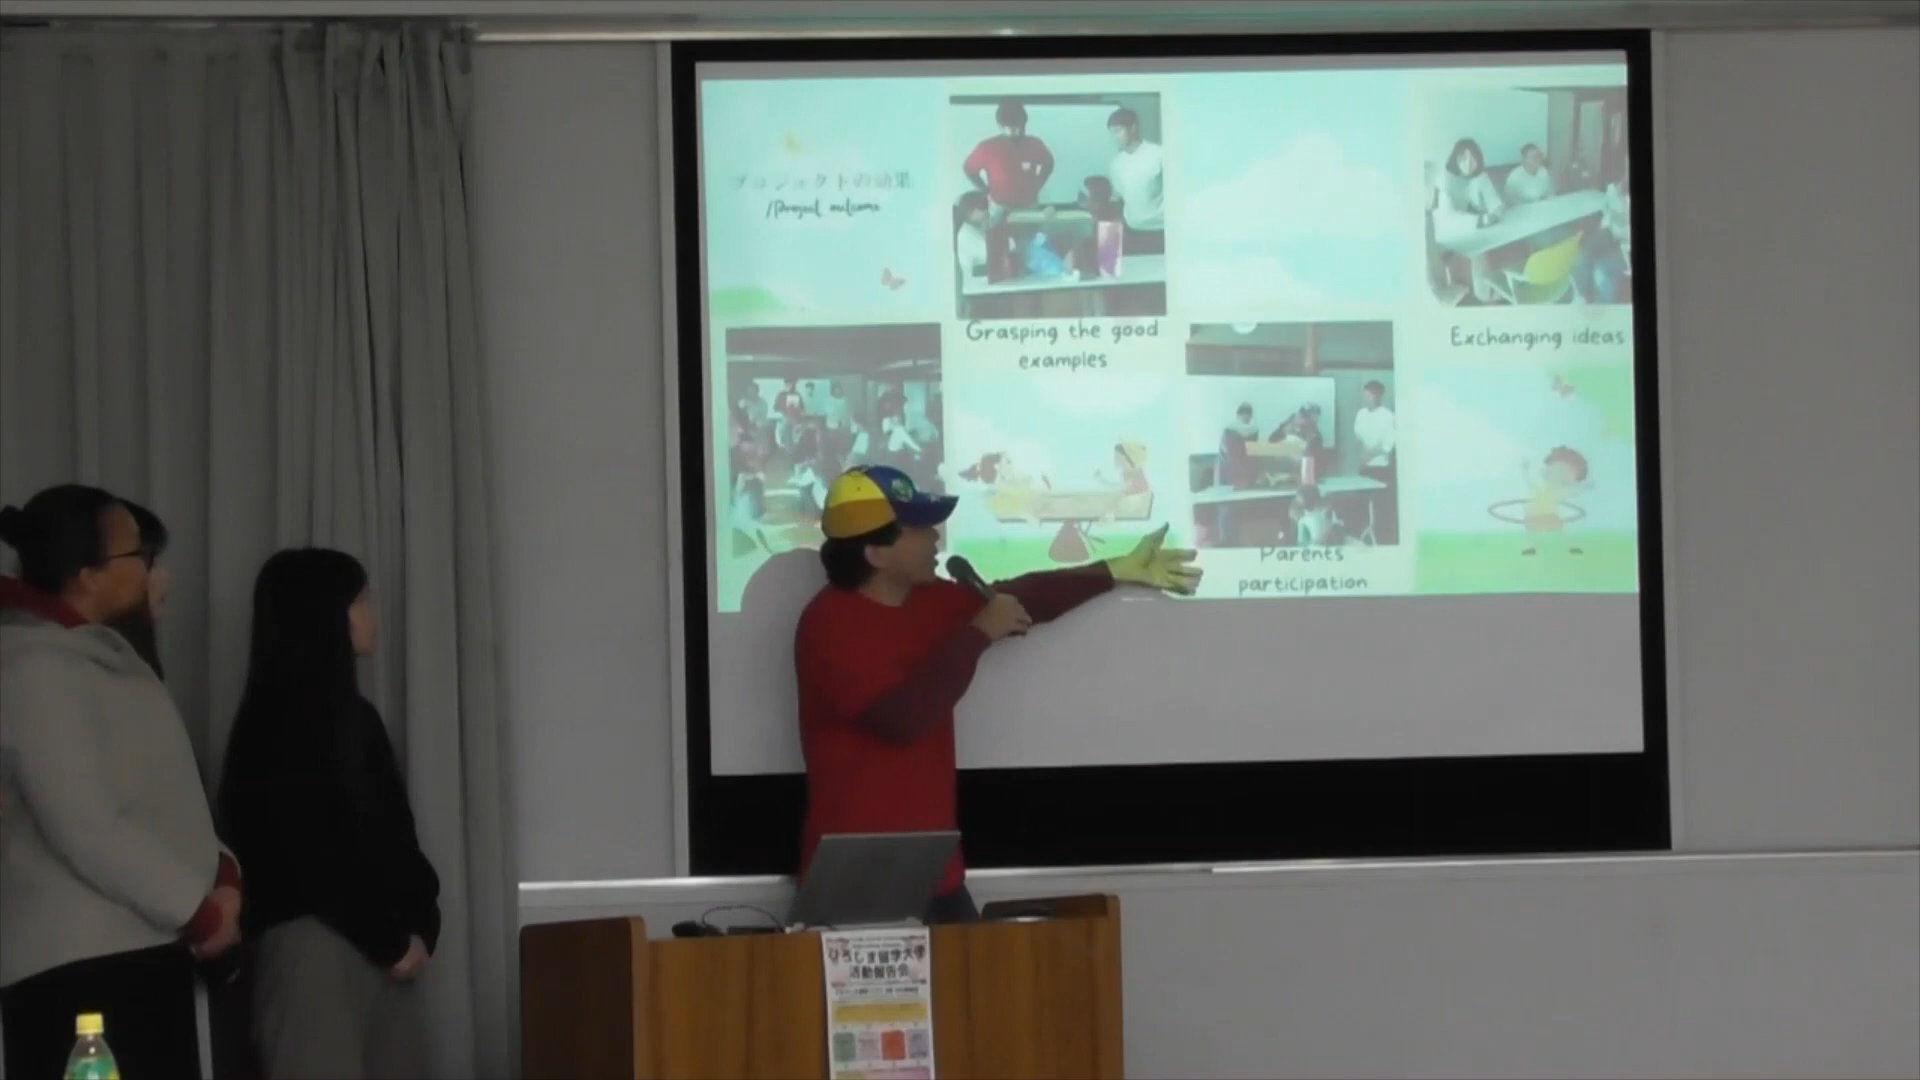 プロジェクトの効果
/Project outcome
Grasping the good
examples
Exchanging ideas
Parents
participation
ひろしま留学大使
活動報告会